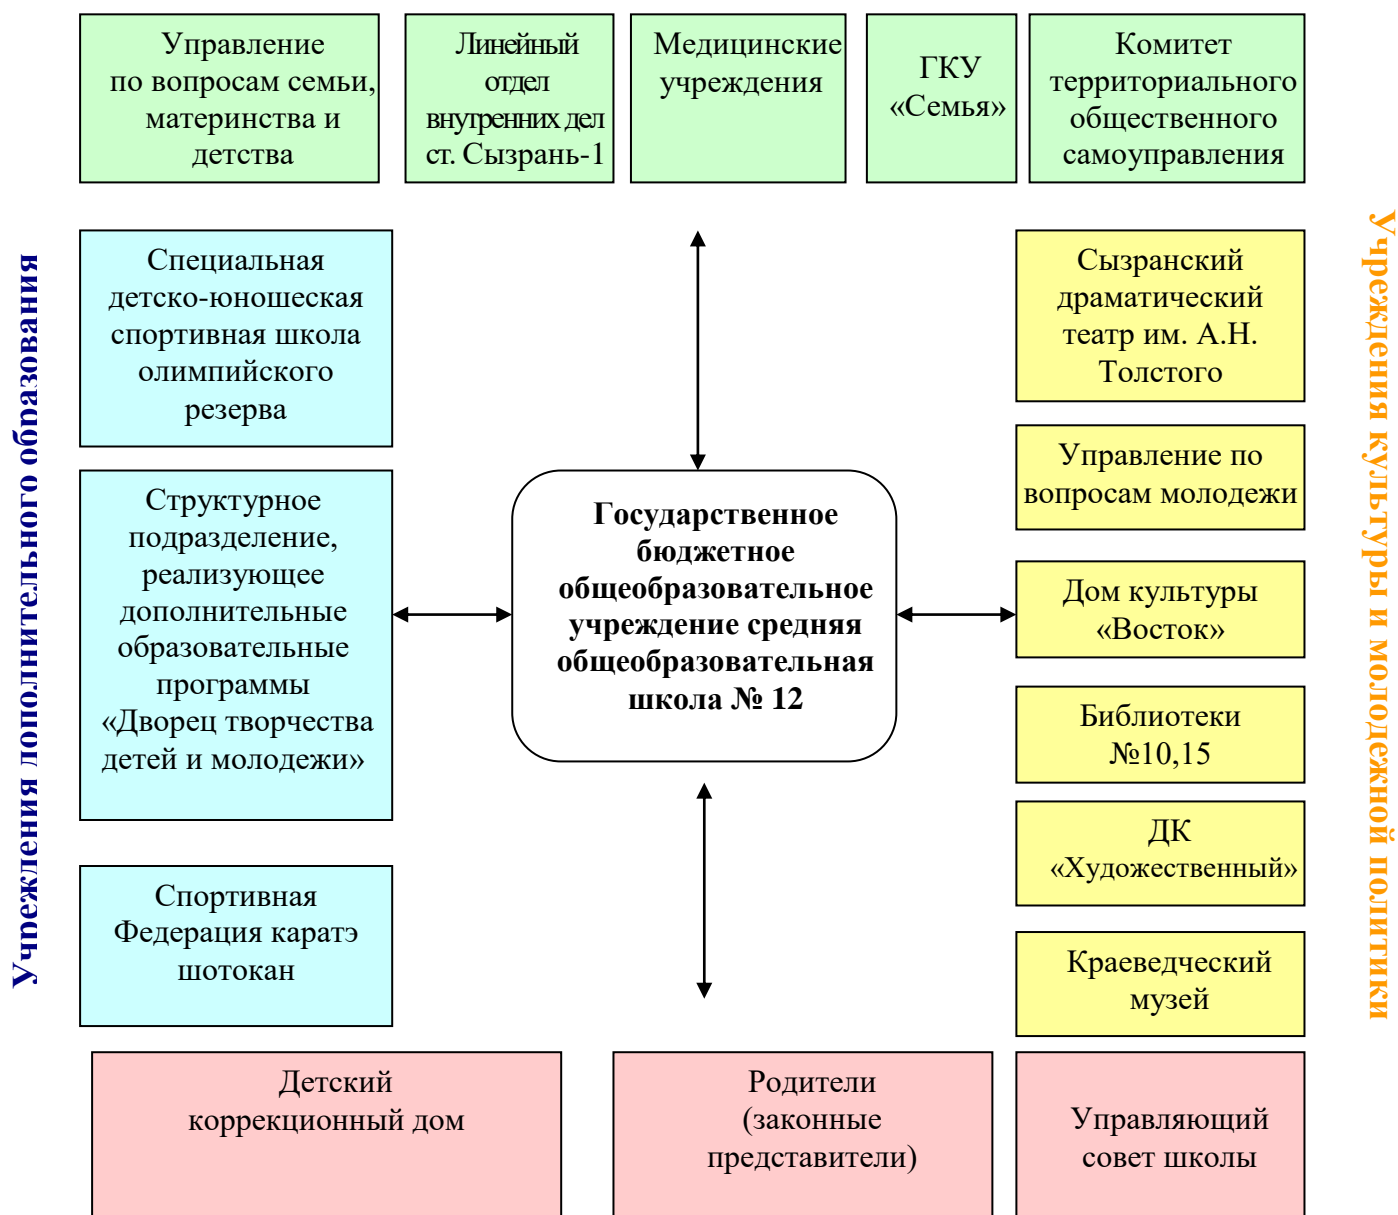 Управление
по вопросам семьи,
материнства и
детства
Линейный
отдел
внутренних дел
ст. Сызрань-1
Медицинские
учреждения
ГКУ
«Семья»
Комитет
территориального
общественного
самоуправления
Учреждения дополнительного образования
Специальная
детско-юношеская
спортивная школа
олимпийского
резерва
Структурное
подразделение,
реализующее
дополнительные
образовательные
программы
«Дворец творчества
детей и молодежи»
Спортивная
Федерация каратэ
шотокан
Государственное
бюджетное
общеобразовательное
учреждение средняя
общеобразовательная
школа № 12
Сызранский
драматический
театр им. А.Н.
Толстого
Управление по
вопросам молодежи
Дом культуры
«Восток»
Библиотеки
№10,15
ДК
«Художественный»
Краеведческий
музей
Учреждения культуры и молодежной политики
Детский
коррекционный дом
Родители
(законные
представители)
Управляющий
совет школы